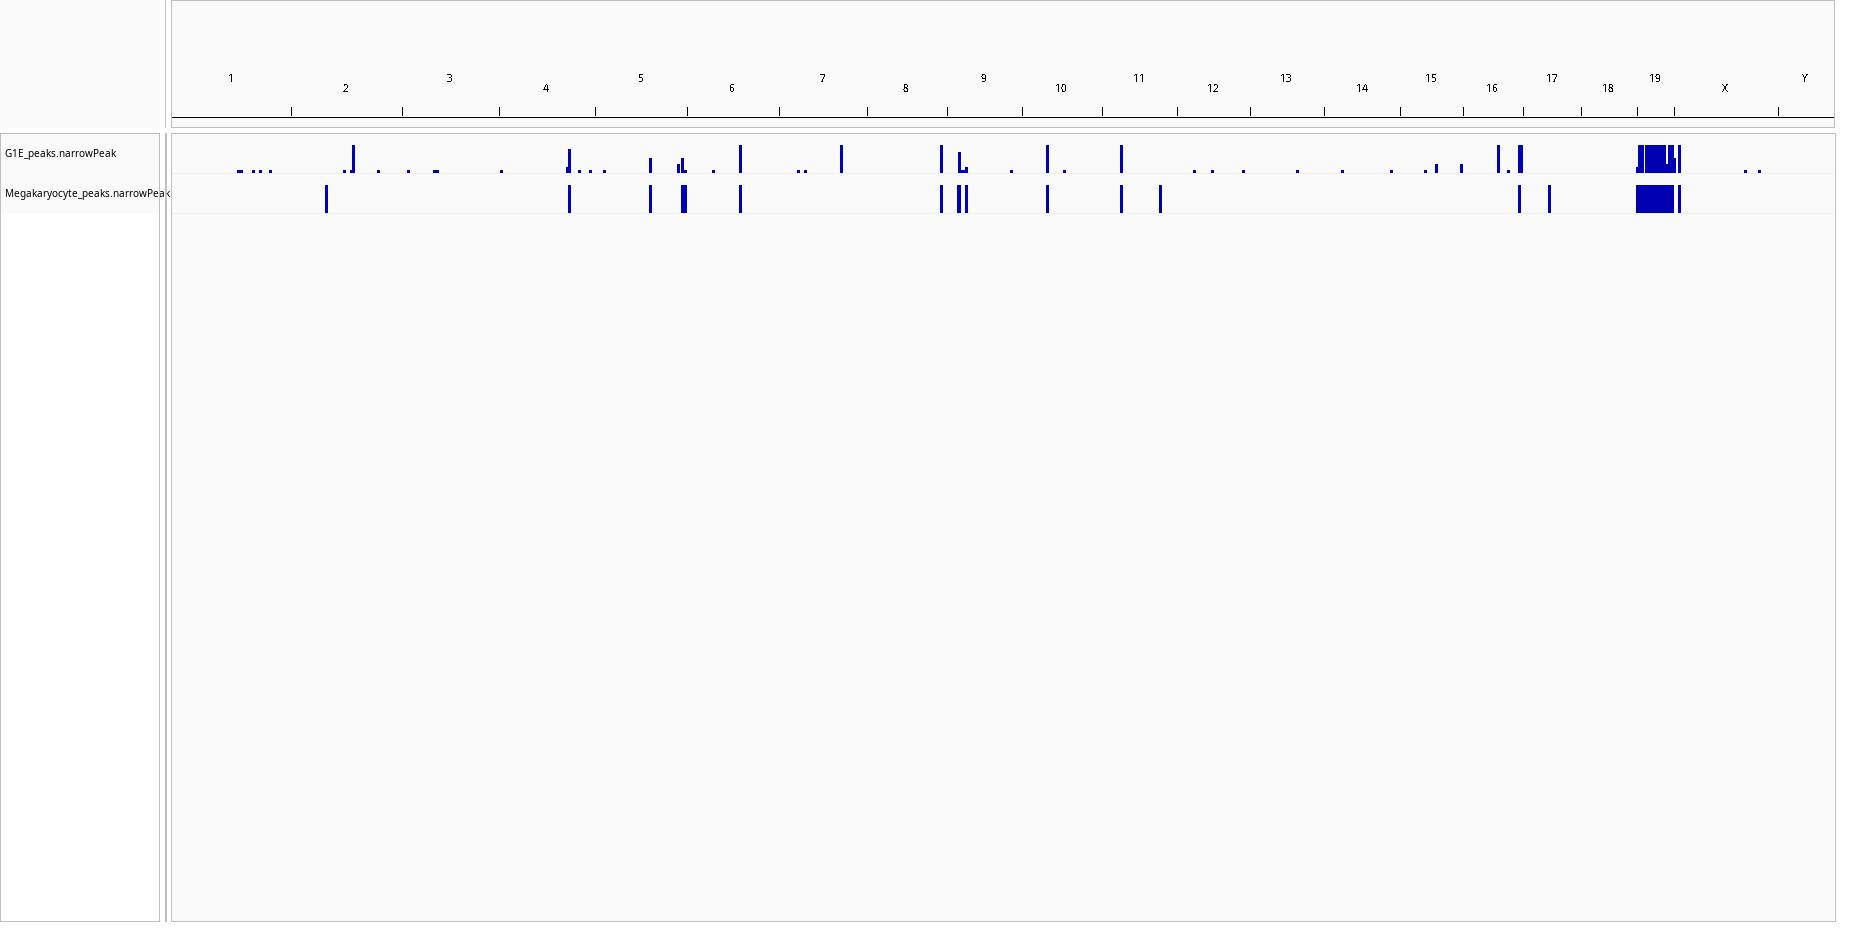 1 3 5 7 9 11 13 15 17 19 Y
2 4 6 8 10 12 14 16 18 X
G1E_peaks.narrowPeak
Megakaryocyte_peaks.narrowPeak